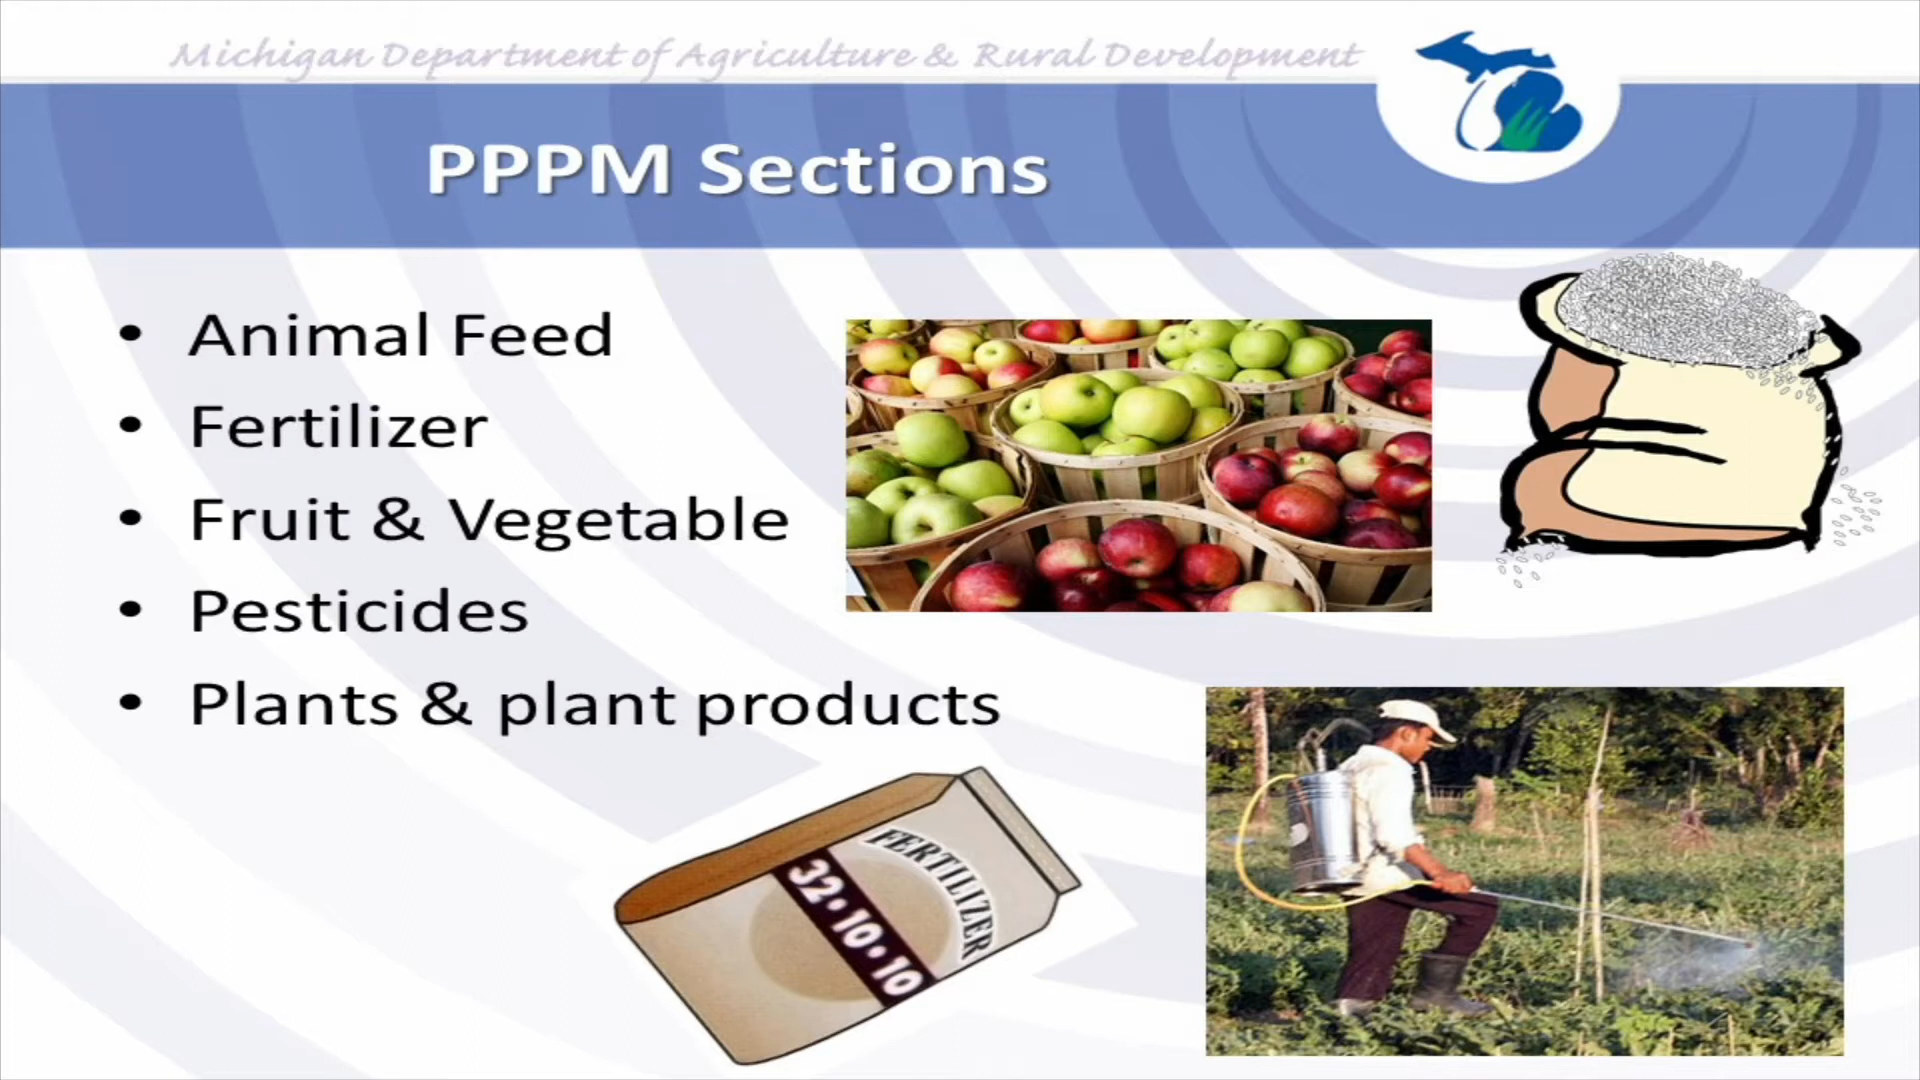 Michigan Department of Agriculture & Rural Development
PPPM Sections
• Animal Feed
• Fertilizer
• Fruit & Vegetable
• Pesticides
• Plants & plant products
FERTILIZER
32•10•10